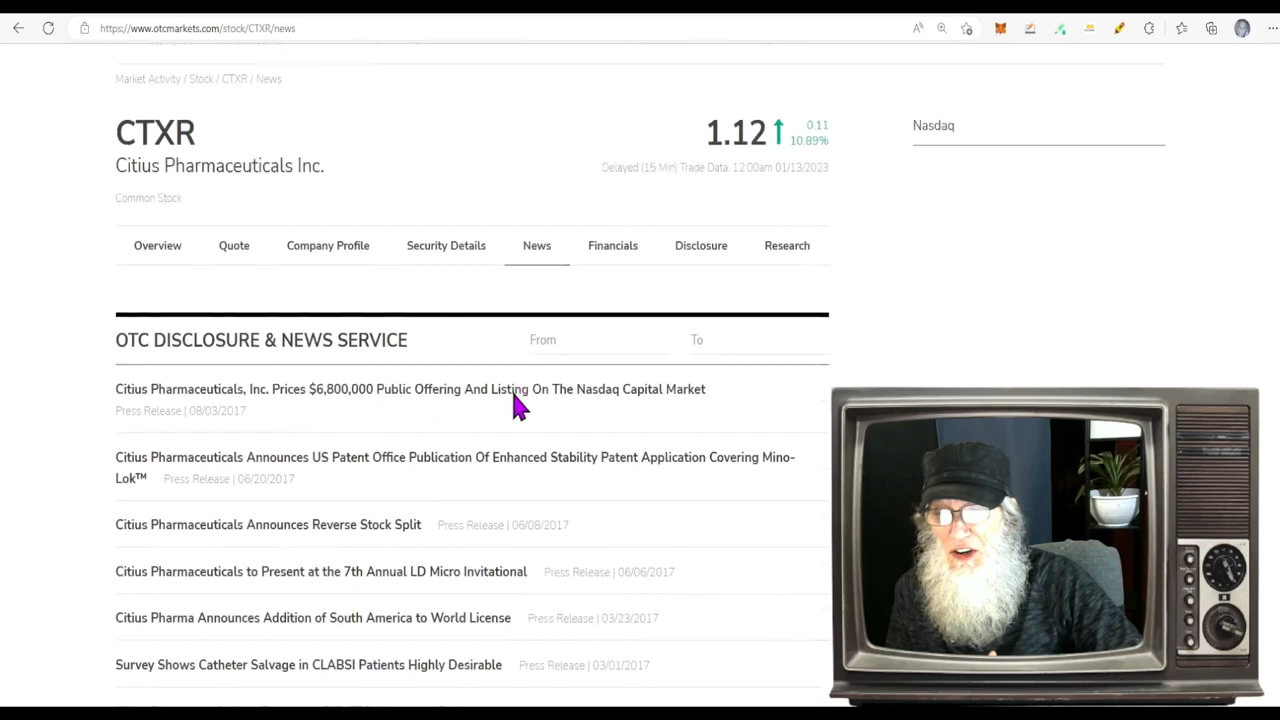 https://www.otcmarkets.com/stock/CTXR/news
Market Activity / Stock / CTXR / News
CTXR
1.12
0.11
10.89%
Nasdaq
Citius Pharmaceuticals Inc.
Delayed (15 Min) Trade Data: 12:00am 01/13/2023
Common Stock
Overview Quote Company Profile Security Details News Financials Disclosure Research
OTC DISCLOSURE & NEWS SERVICE
From To
Citius Pharmaceuticals, Inc. Prices $6,800,000 Public Offering And Listing On The Nasdaq Capital Market
Press Release | 08/03/2017
Citius Pharmaceuticals Announces US Patent Office Publication Of Enhanced Stability Patent Application Covering Mino-
Lok™ Press Release | 06/20/2017
Citius Pharmaceuticals Announces Reverse Stock Split Press Release | 06/08/2017
Citius Pharmaceuticals to Present at the 7th Annual LD Micro Invitational Press Release | 06/06/2017
Citius Pharma Announces Addition of South America to World License Press Release | 03/23/2017
Survey Shows Catheter Salvage in CLABSI Patients Highly Desirable Press Release | 03/01/2017